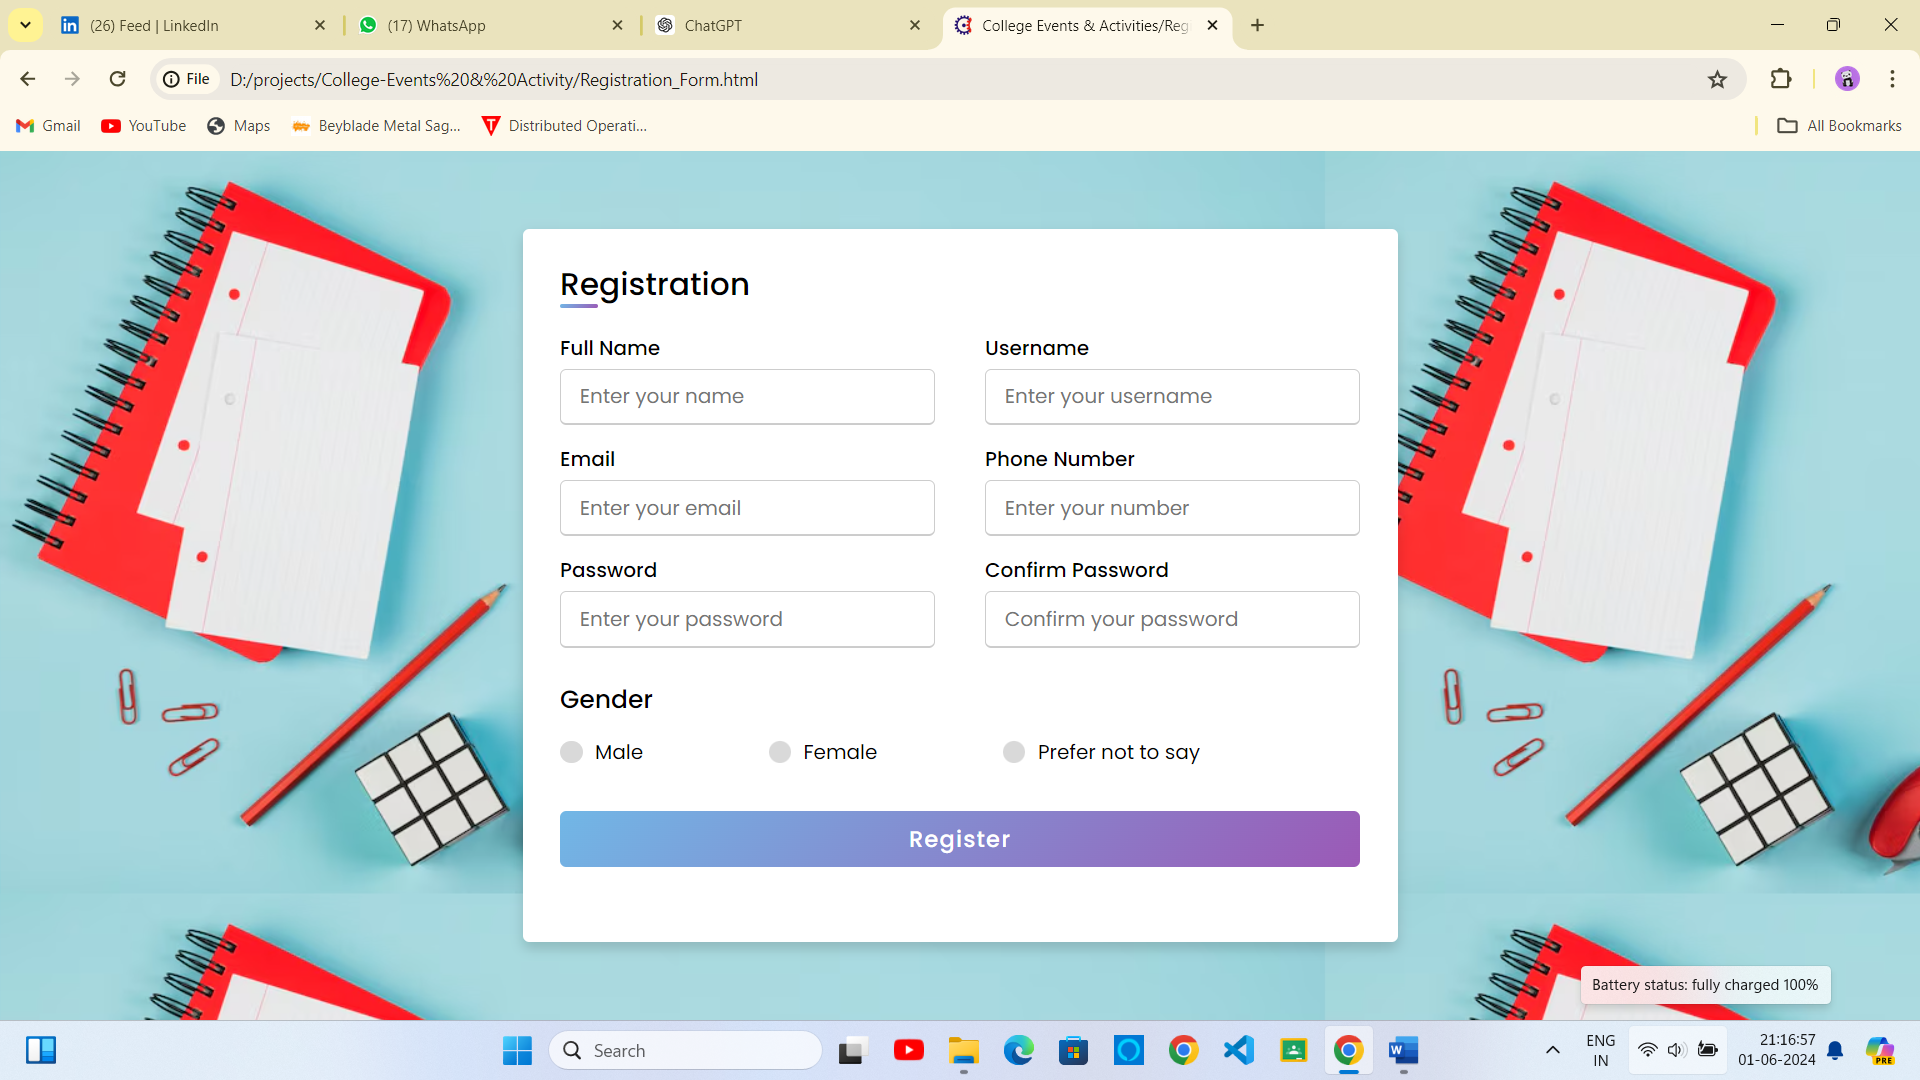 (26) Feed | LinkedIn
(17) WhatsApp
ChatGPT
College Events & Activities/Reg
File
D:/projects/College-Events%20&%20Activity/Registration_Form.html
Gmail
YouTube
Maps
Beyblade Metal Sag...
Distributed Operati...
All Bookmarks
Registration
Full Name
Username
Enter your name
Enter your username
Email
Phone Number
Enter your email
Enter your number
Password
Confirm Password
Enter your password
Confirm your password
Gender
Male
Female
Prefer not to say
Register
Battery status: fully charged 100%
Search
ENG
IN
21:16:57
01-06-2024
PRE